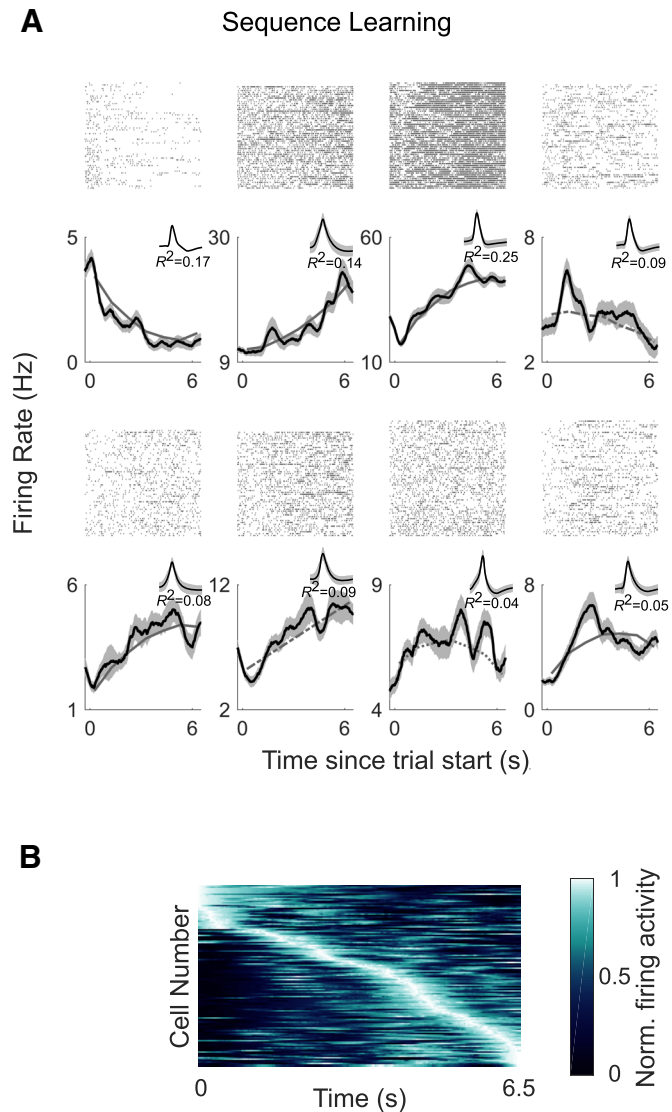 A
Sequence Learning
Firing Rate (Hz)
5
R2=0.17
0
0 6
30
R2=0.14
9
0 6
60
R2=0.25
10
0 6
8
R2=0.09
2
0 6
6
R2=0.08
1
0 6
12
R2=0.09
2
0 6
9
R2=0.04
4
0 6
8
R2=0.05
0
0 6
Time since trial start (s)
B
Cell Number
0 6.5
Time (s)
1
0.5
0
Norm. firing activity